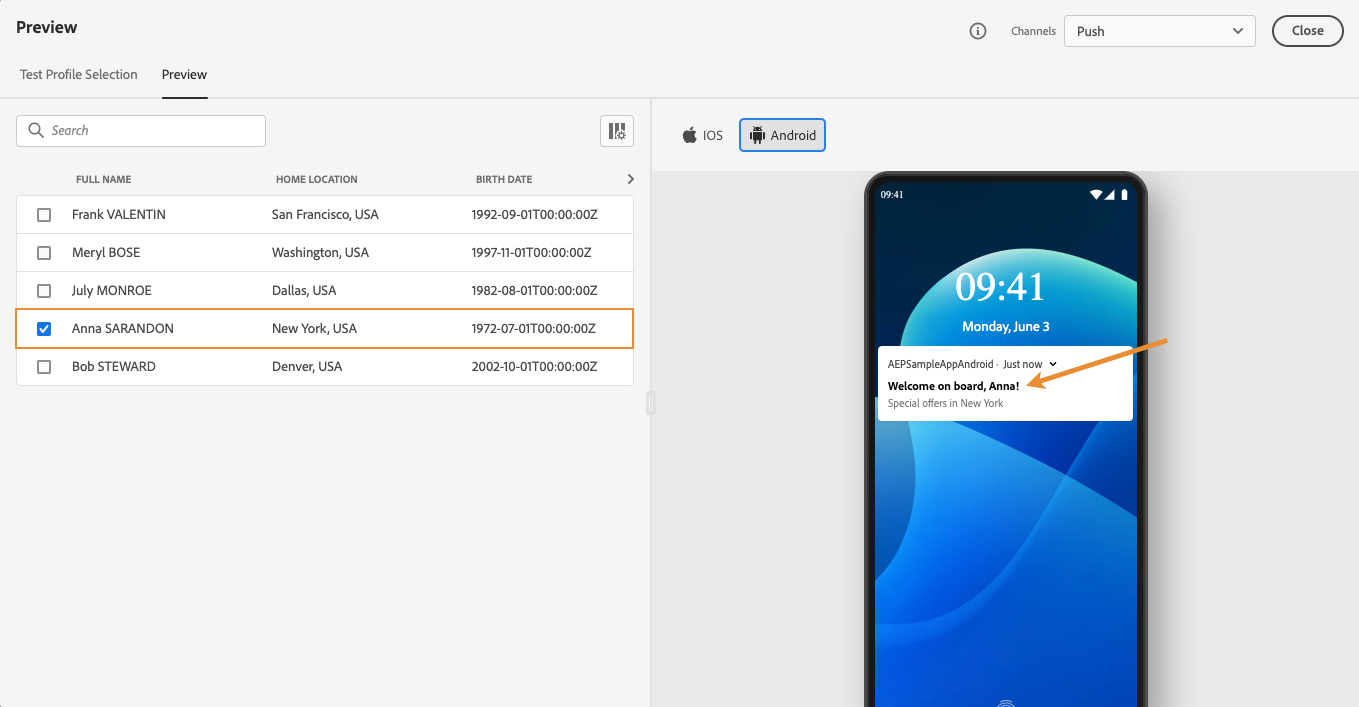 Preview
Channels
Push
Close
Test Profile Selection
Preview
Search
IOS
Android
FULL NAME HOME LOCATION BIRTH DATE
Frank VALENTIN San Francisco, USA 1992-09-01T00:00:00Z
Meryl BOSE Washington, USA 1997-11-01T00:00:00Z
July MONROE Dallas, USA 1982-08-01T00:00:00Z
Anna SARANDON New York, USA 1972-07-01T00:00:00Z
Bob STEWARD Denver, USA 2002-10-01T00:00:00Z
09:41
09:41
Monday, June 3
AEPSampleAppAndroid · Just now
Welcome on board, Anna!
Special offers in New York